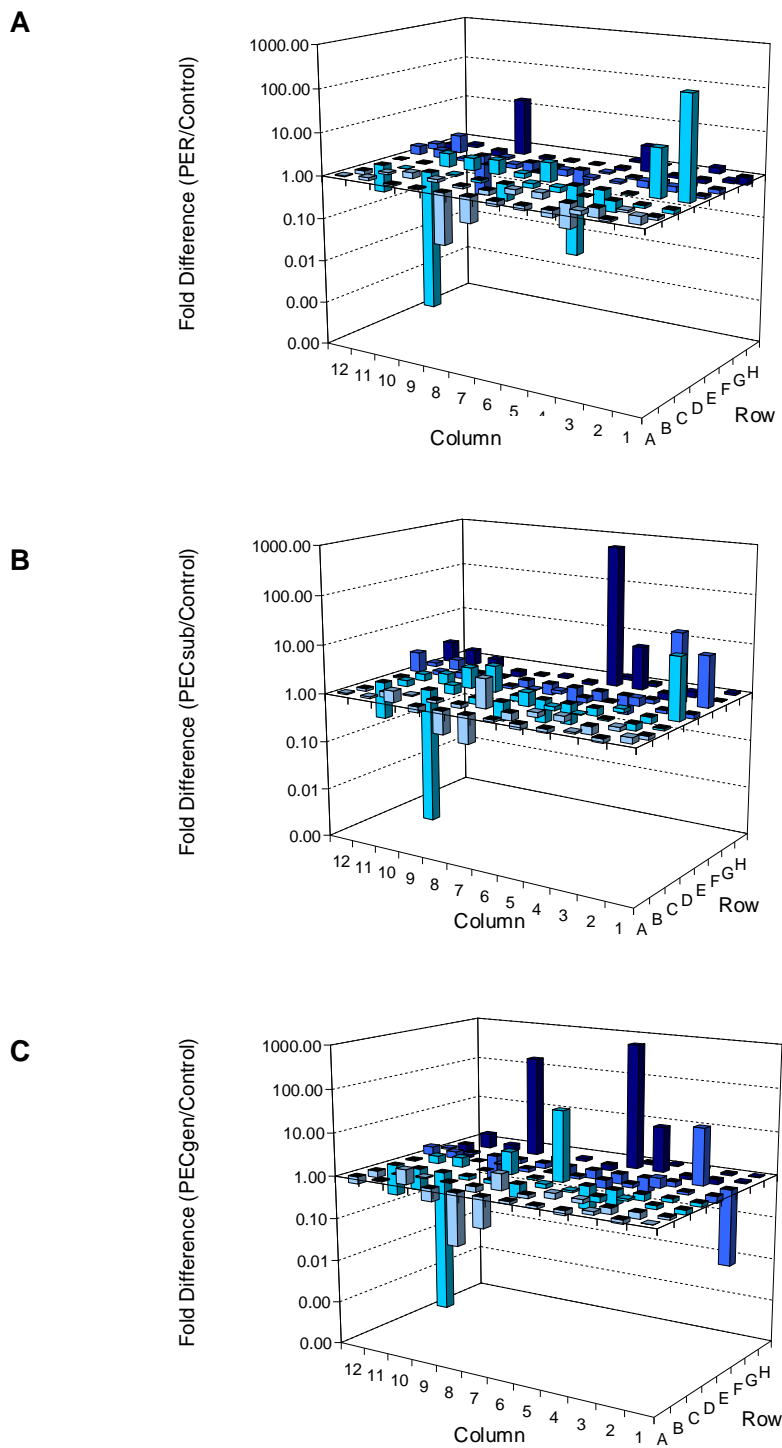 A
Fold Difference (PER/Control)
1000.00
100.00
10.00
1.00
0.10
0.01
0.00
0.00
12 11 10 9 8 7 6 5 3 2 1
A B C D E F G H
Column
Row
B
Fold Difference (PECsub/Control)
1000.00
100.00
10.00
1.00
0.10
0.01
0.00
12 11 10 9 8 7 6 5 4 3 2 1
A B C D E F G H
Column
Row
C
Fold Difference (PECgen/Control)
1000.00
100.00
10.00
1.00
0.10
0.01
0.00
0.00
12 11 10 9 8 7 6 5 4 3 2 1
A B C D E F G H
Column
Row